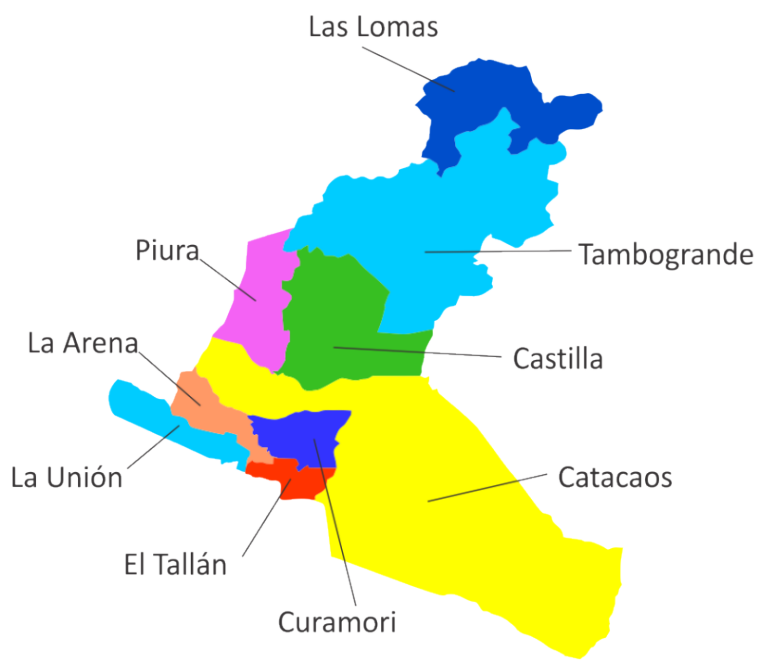 Las Lomas
Piura
Tambogrande
La Arena
Castilla
La Unión
Catacaos
El Tallán
Curamori